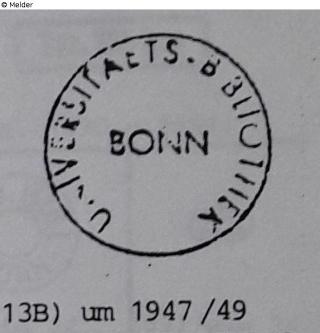 © Melder
UNIVERSITAETS-BIBLIOTHEK
BONN
13B) um 1947/49